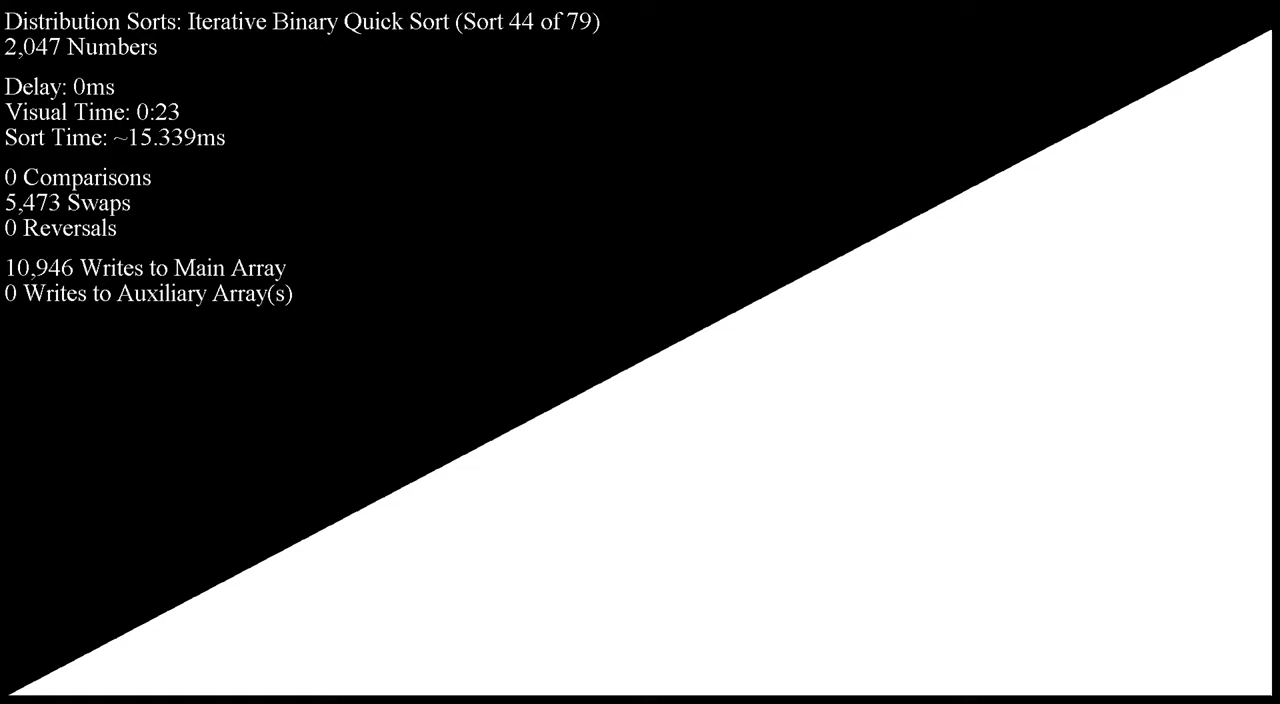 Distribution Sorts: Iterative Binary Quick Sort (Sort 44 of 79)
2,047 Numbers
Delay: 0ms
Visual Time: 0:23
Sort Time: ~15.339ms
0 Comparisons
5,473 Swaps
0 Reversals
10,946 Writes to Main Array
0 Writes to Auxiliary Array(s)